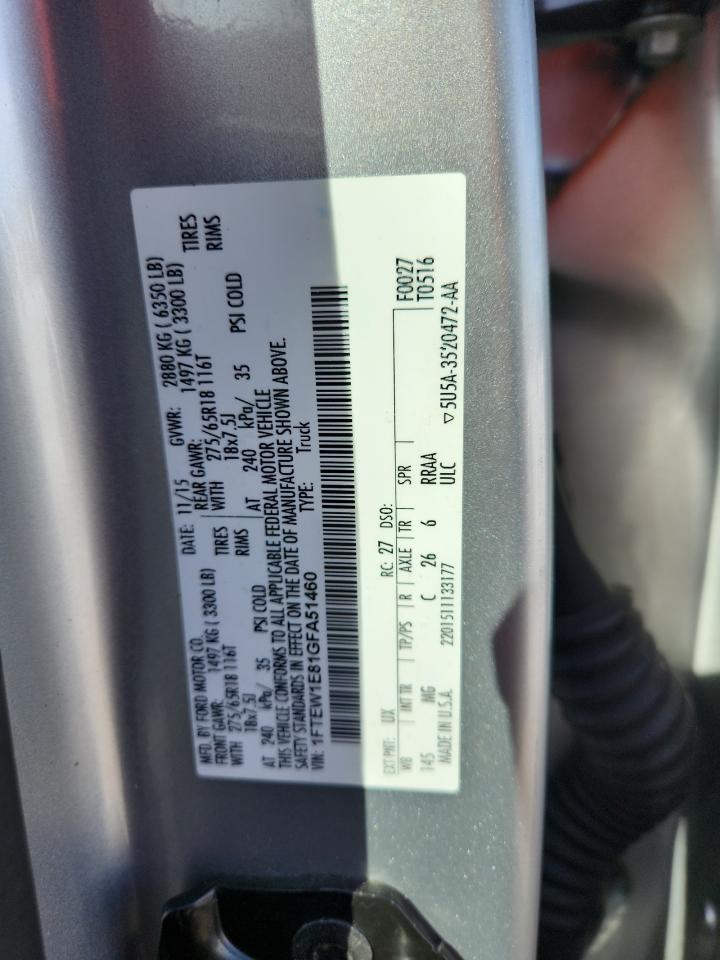 MFD. BY FORD MOTOR CO. DATE: 11/15 GVWR: 2880 KG ( 6350 LB)
FRONT GAWR: 1497 KG ( 3300 LB) REAR GAWR: 1497 KG ( 3300 LB)
WITH 275/65R18 116T TIRES WITH 275/65R18 116T TIRES
18x7.5J RIMS 18x7.5J RIMS
AT 240 kPa/ 35 PSI COLD AT 240 kPa/ 35 PSI COLD
THIS VEHICLE CONFORMS TO ALL APPLICABLE FEDERAL MOTOR VEHICLE
SAFETY STANDARDS IN EFFECT ON THE DATE OF MANUFACTURE SHOWN ABOVE.
VIN: 1FTEW1E81GFA51460 TYPE: Truck
EXT PNT: UX RC: 27 DSO: F0027
WB INT TR TP/PS R AXLE TR SPR T0516
145 MG C 26 6 RRAA
MADE IN U.S.A. 2201511133177 ULC ▽5U5A-3520472-AA